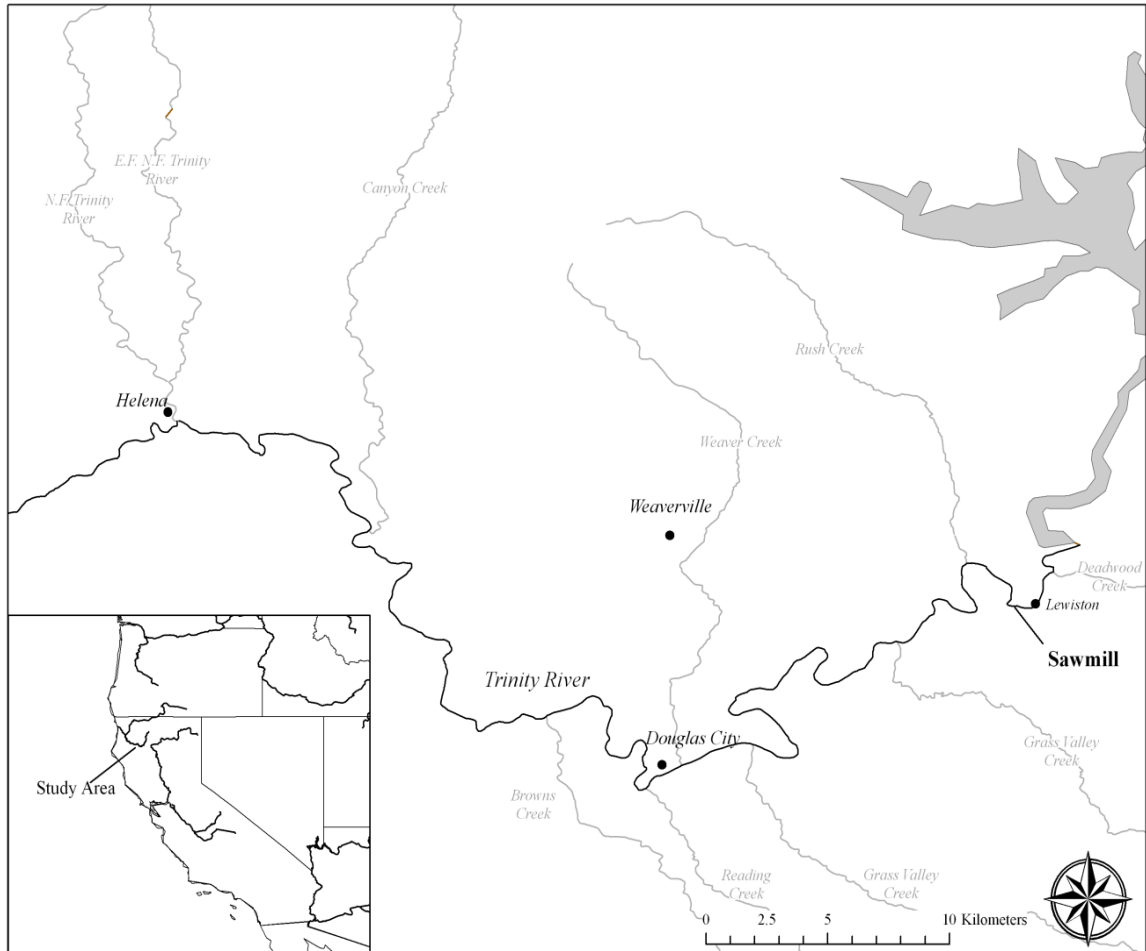 E.F. N.F. Trinity
River
N.F. Trinity
River
Canyon Creek
Rush Creek
Helena
Weaver Creek
Weaverville
Deadwood
Creek
Lewiston
Sawmill
Trinity River
Douglas City
Grass Valley
Creek
Study Area
Browns
Creek
Reading
Creek
Grass Valley
Creek
0 2.5 5 10 Kilometers